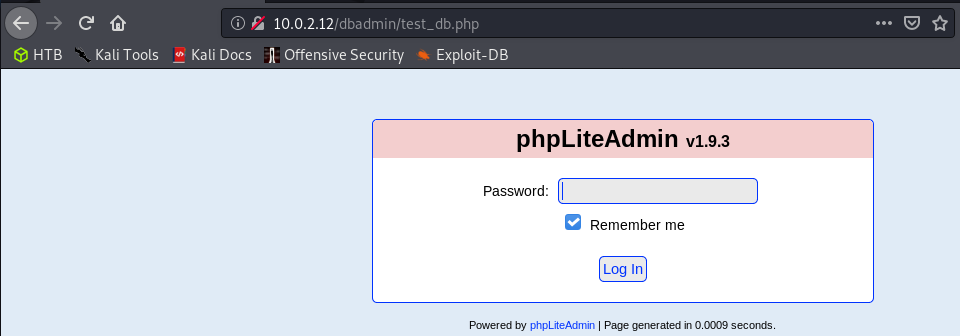 10.0.2.12/dbadmin/test_db.php
HTB Kali Tools Kali Docs Offensive Security Exploit-DB
phpLiteAdmin v1.9.3
Password:
Remember me
Log In
Powered by phpLiteAdmin | Page generated in 0.0009 seconds.